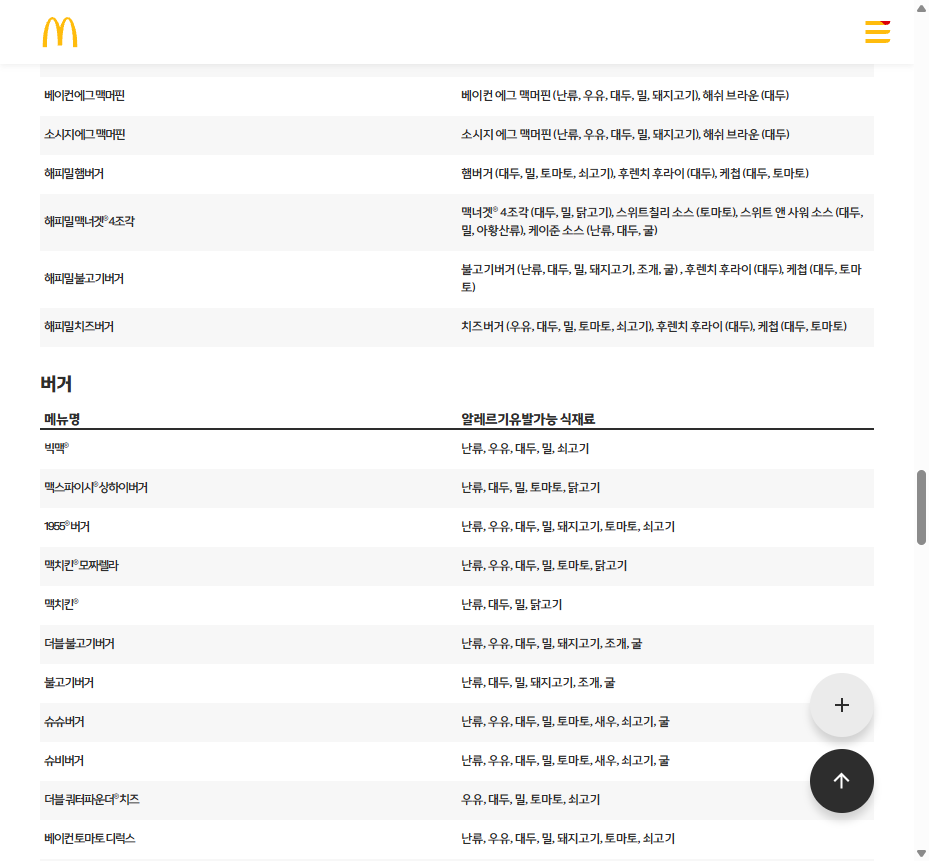 베이컨 에그 맥머핀 베이컨 에그 맥머핀 (난류, 우유, 대두, 밀, 돼지고기), 해쉬 브라운 (대두)
소시지 에그 맥머핀 소시지 에그 맥머핀 (난류, 우유, 대두, 밀, 돼지고기), 해쉬 브라운 (대두)
해피밀 햄버거 햄버거 (대두, 밀, 토마토, 쇠고기), 후렌치 후라이 (대두), 케첩 (대두, 토마토)
해피밀 맥너겟® 4조각 맥너겟® 4조각 (대두, 밀, 닭고기), 스위트칠리 소스 (토마토), 스위트 앤 사워 소스 (대두,
밀, 아황산류), 케이준 소스 (난류, 대두, 굴)
해피밀 불고기 버거 불고기버거 (난류, 대두, 밀, 돼지고기, 조개, 굴) , 후렌치 후라이 (대두), 케첩 (대두, 토마
토)
해피밀 치즈버거 치즈 버거 (우유, 대두, 밀, 토마토, 쇠고기), 후렌치 후라이 (대두), 케첩 (대두, 토마토)
버거
메뉴명 알레르기유발가능 식재료
빅맥® 난류, 우유, 대두, 밀, 쇠고기
맥스파이시® 상하이버거 난류, 대두, 밀, 토마토, 닭고기
1955® 버거 난류, 우유, 대두, 밀, 돼지고기, 토마토, 쇠고기
맥치킨® 모짜렐라 난류, 우유, 대두, 밀, 토마토, 닭고기
맥치킨® 난류, 대두, 밀, 닭고기
더블 불고기버거 난류, 우유, 대두, 밀, 돼지고기, 조개, 굴
불고기버거 난류, 대두, 밀, 돼지고기, 조개, 굴
슈슈버거 난류, 우유, 대두, 밀, 토마토, 새우, 쇠고기, 굴
슈비버거 난류, 우유, 대두, 밀, 토마토, 새우, 쇠고기, 굴
더블 쿼터파운더® 치즈 우유, 대두, 밀, 토마토, 쇠고기
베이컨 토마토 디럭스 난류, 우유, 대두, 밀, 돼지고기, 토마토, 쇠고기